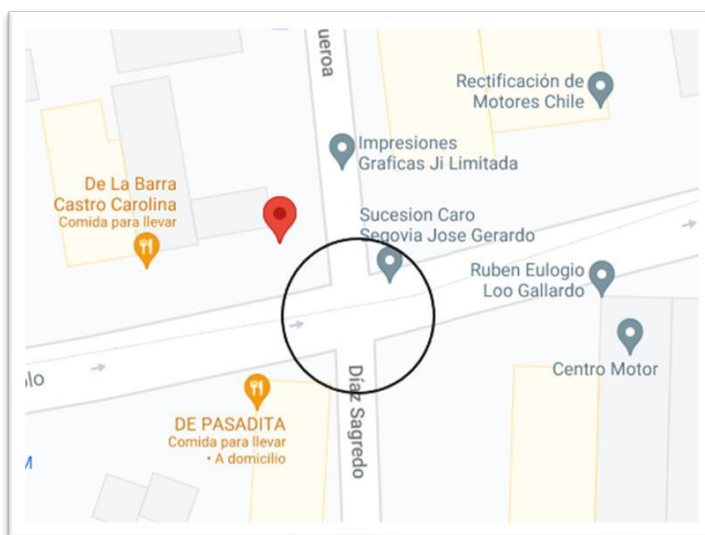 ueroa
Rectificación de
Motores Chile
Impresiones
Graficas Ji Limitada
De La Barra
Castro Carolina
Comida para llevar
Sucesion Caro
Segovia Jose Gerardo
Ruben Eulogio
Loo Gallardo
Centro Motor
Díaz Sagredo
DE PASADITA
Comida para llevar
• A domicilio